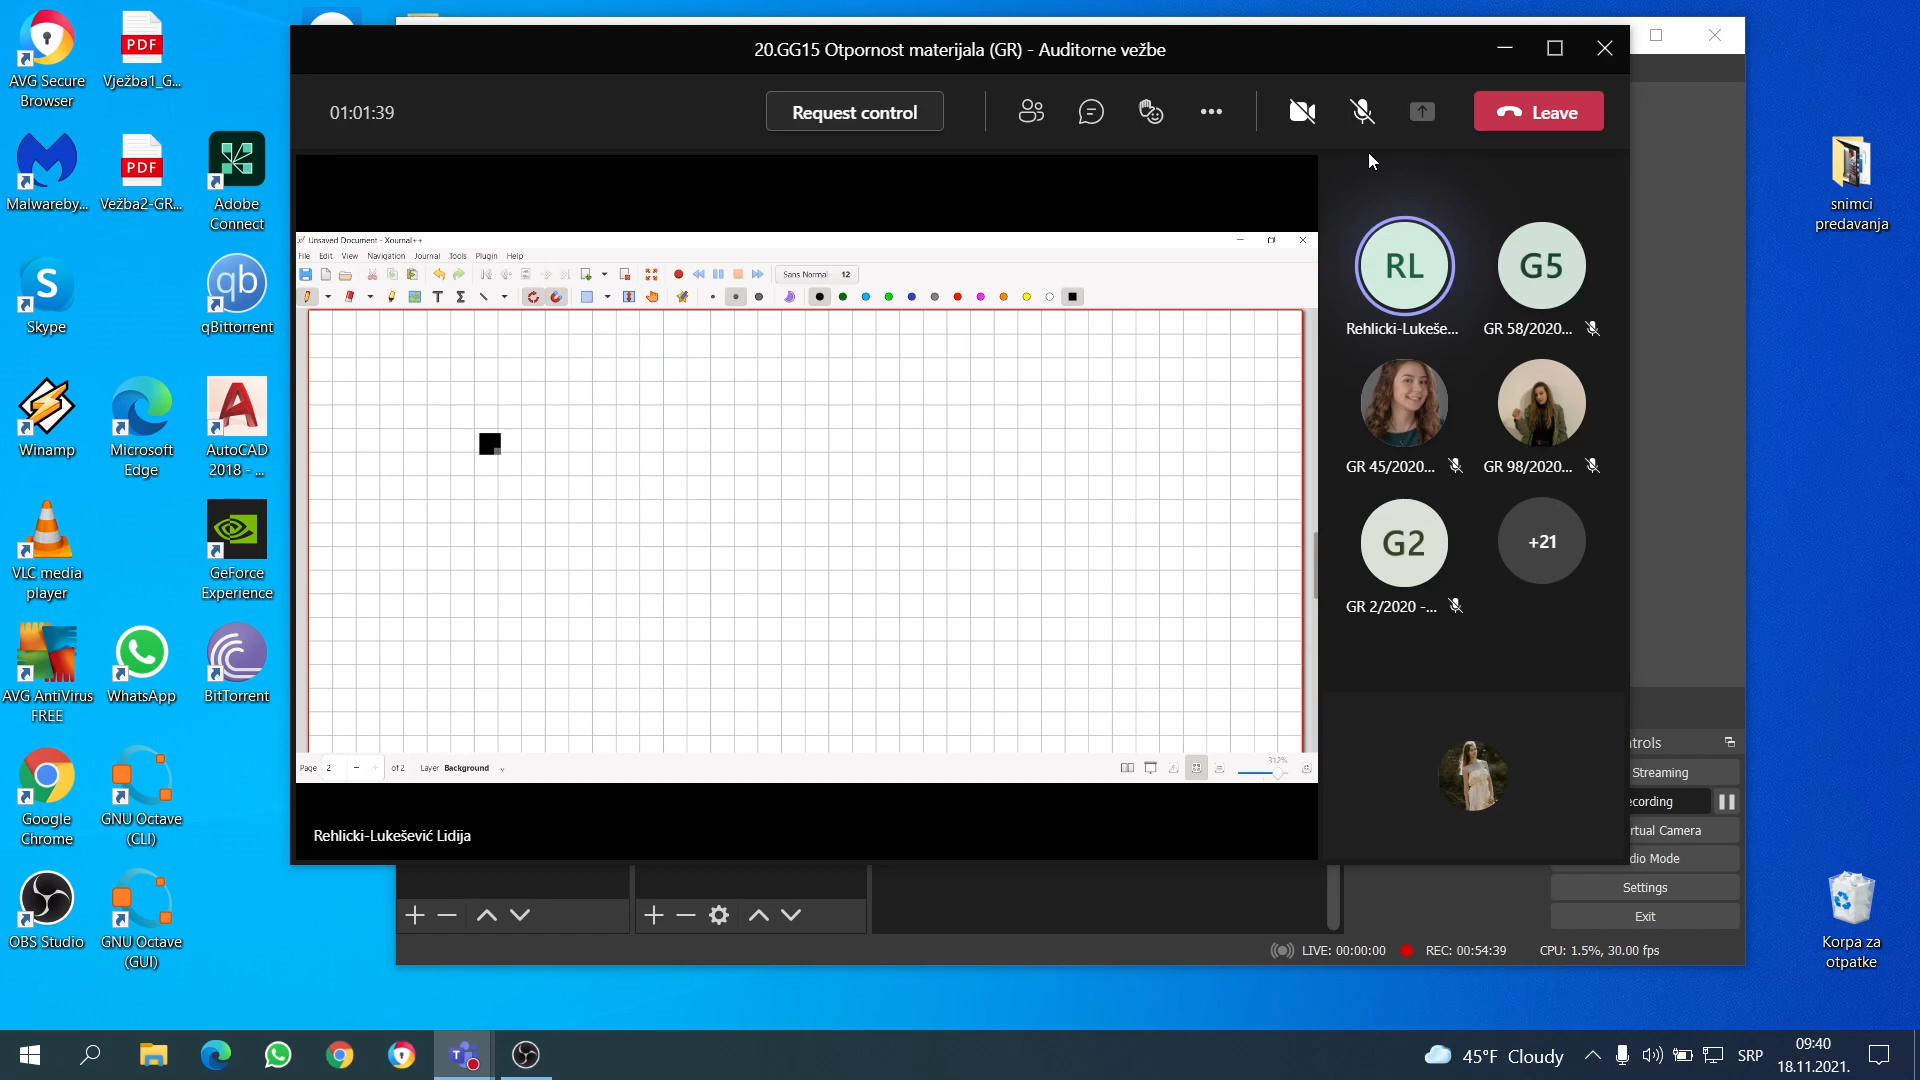 AVG Secure
Browser
Vježba1_G...
Malwareby...
Vežba2-GR...
Adobe
Connect
Skype
qBittorrent
Winamp
Microsoft
Edge
AutoCAD
2018 - ...
VLC media
player
GeForce
Experience
AVG AntiVirus
FREE
WhatsApp
BitTorrent
Google
Chrome
GNU Octave
(CLI)
OBS Studio
GNU Octave
(GUI)
PDF
PDF
20.GG15 Otpornost materijala (GR) - Auditorne vežbe
01:01:39
Request control
Leave
Unsaved Document - Xournal++
File Edit View Navigation Journal Tools Plugin Help
Sans Normal 12
Page 2 of 2 Layer Background
312%
Rehlicki-Lukešević Lidija
RL
G5
Rehlicki-Lukeše...
GR 58/2020...
GR 45/2020...
GR 98/2020...
G2
+21
GR 2/2020 -...
trols
Streaming
ecording
rtual Camera
dio Mode
Settings
Exit
LIVE: 00:00:00
REC: 00:54:39
CPU: 1.5%, 30.00 fps
snimci
predavanja
Korpa za
otpatke
45°F Cloudy
SRP
09:40
18.11.2021.